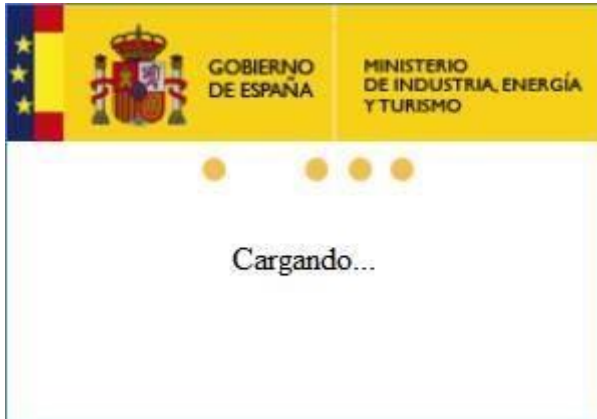 GOBIERNO
DE ESPAÑA
MINISTERIO
DE INDUSTRIA, ENERGÍA
Y TURISMO
Cargando...